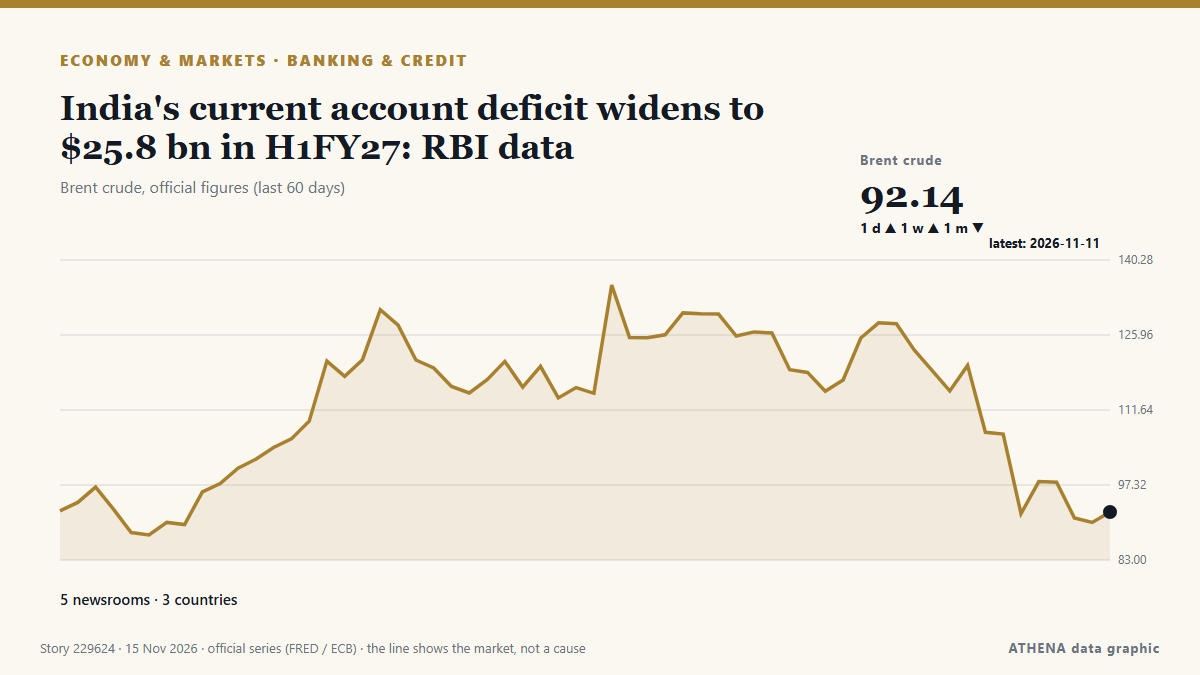 ECONOMY & MARKETS · BANKING & CREDIT
India's current account deficit widens to
$25.8 bn in H1FY27: RBI data
Brent crude, official figures (last 60 days)
Brent crude
92.14
1 d ▲ 1 w ▲ 1 m ▼
latest: 2026-11-11
140.28
125.96
111.64
97.32
83.00
5 newsrooms · 3 countries
Story 229624 · 15 Nov 2026 · official series (FRED / ECB) · the line shows the market, not a cause
ATHENA data graphic